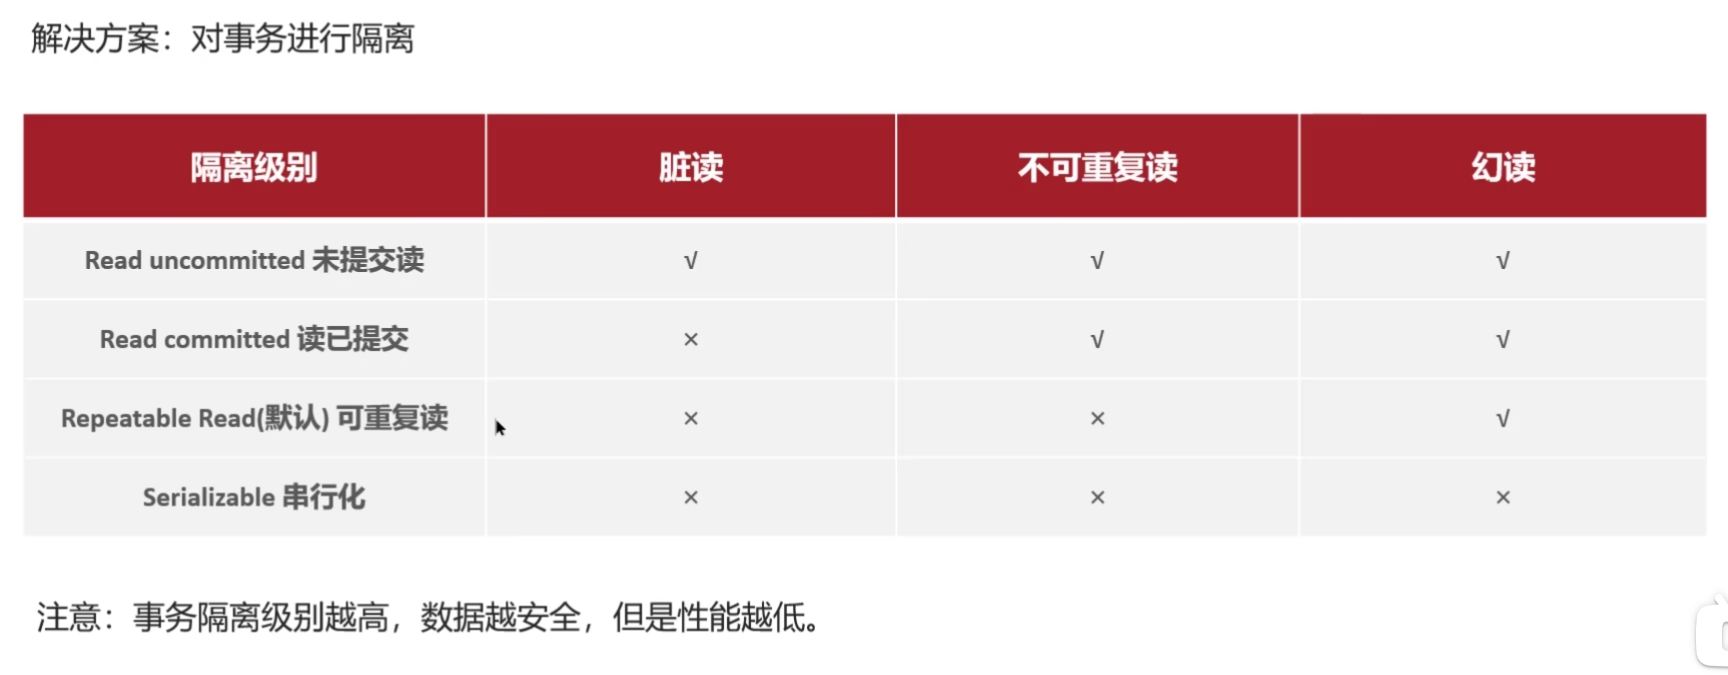 解决方案：对事务进行隔离
隔离级别 脏读 不可重复读 幻读
Read uncommitted 未提交读 √ √ √
Read committed 读已提交 × √ √
Repeatable Read(默认) 可重复读 × × √
Serializable 串行化 × × ×
注意：事务隔离级别越高，数据越安全，但是性能越低。